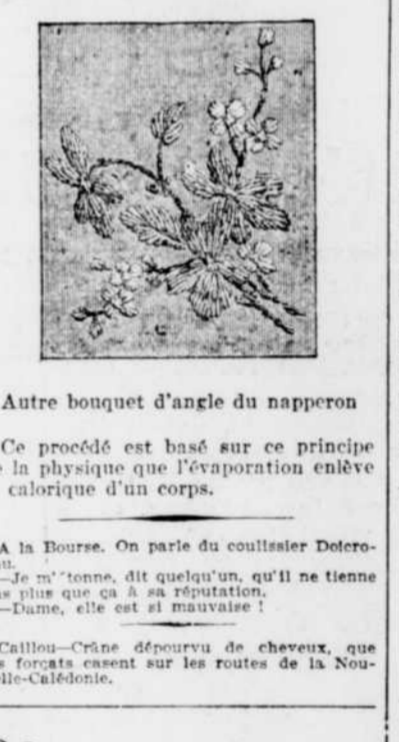 Autre bouquet d'angle du napperon
Ce procédé est basé sur ce principe
la physique que l'évaporation enlève
calorique d'un corps.
A la Bourse. On parle du coulissier Doicro-
u.
—Je m''tonne, dit quelqu'un, qu'il ne tienne
s plus que ça à sa réputation.
—Dame, elle est si mauvaise !
Caillou—Crâne dépourvu de cheveux, que
s forçats casent sur les routes de la Nou-
lle-Calédonie.